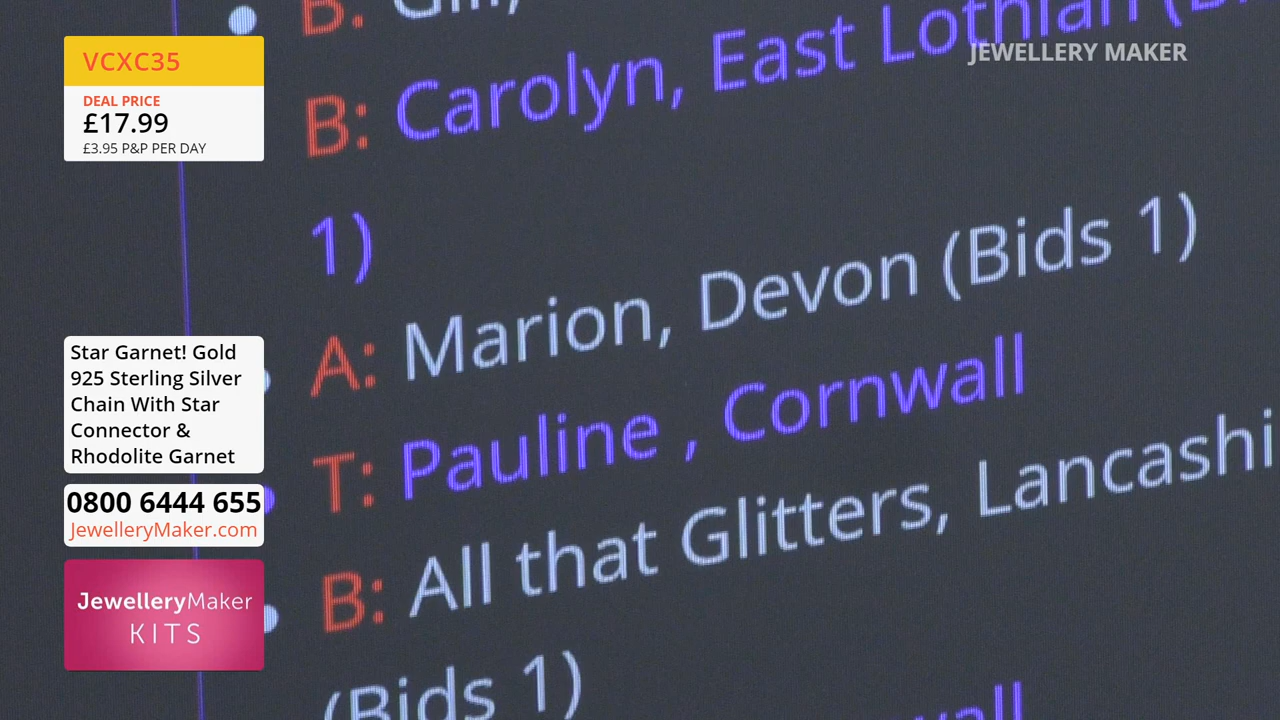 VCXC35
DEAL PRICE
£17.99
£3.95 P&P PER DAY
JEWELLERY MAKER
B: Gill,
B: Carolyn, East Lothian
1)
A: Marion, Devon (Bids 1)
T: Pauline , Cornwall
B: All that Glitters,
(Bids 1)
Star Garnet! Gold
925 Sterling Silver
Chain With Star
Connector &
Rhodolite Garnet
0800 6444 655
JewelleryMaker.com
JewelleryMaker
KITS